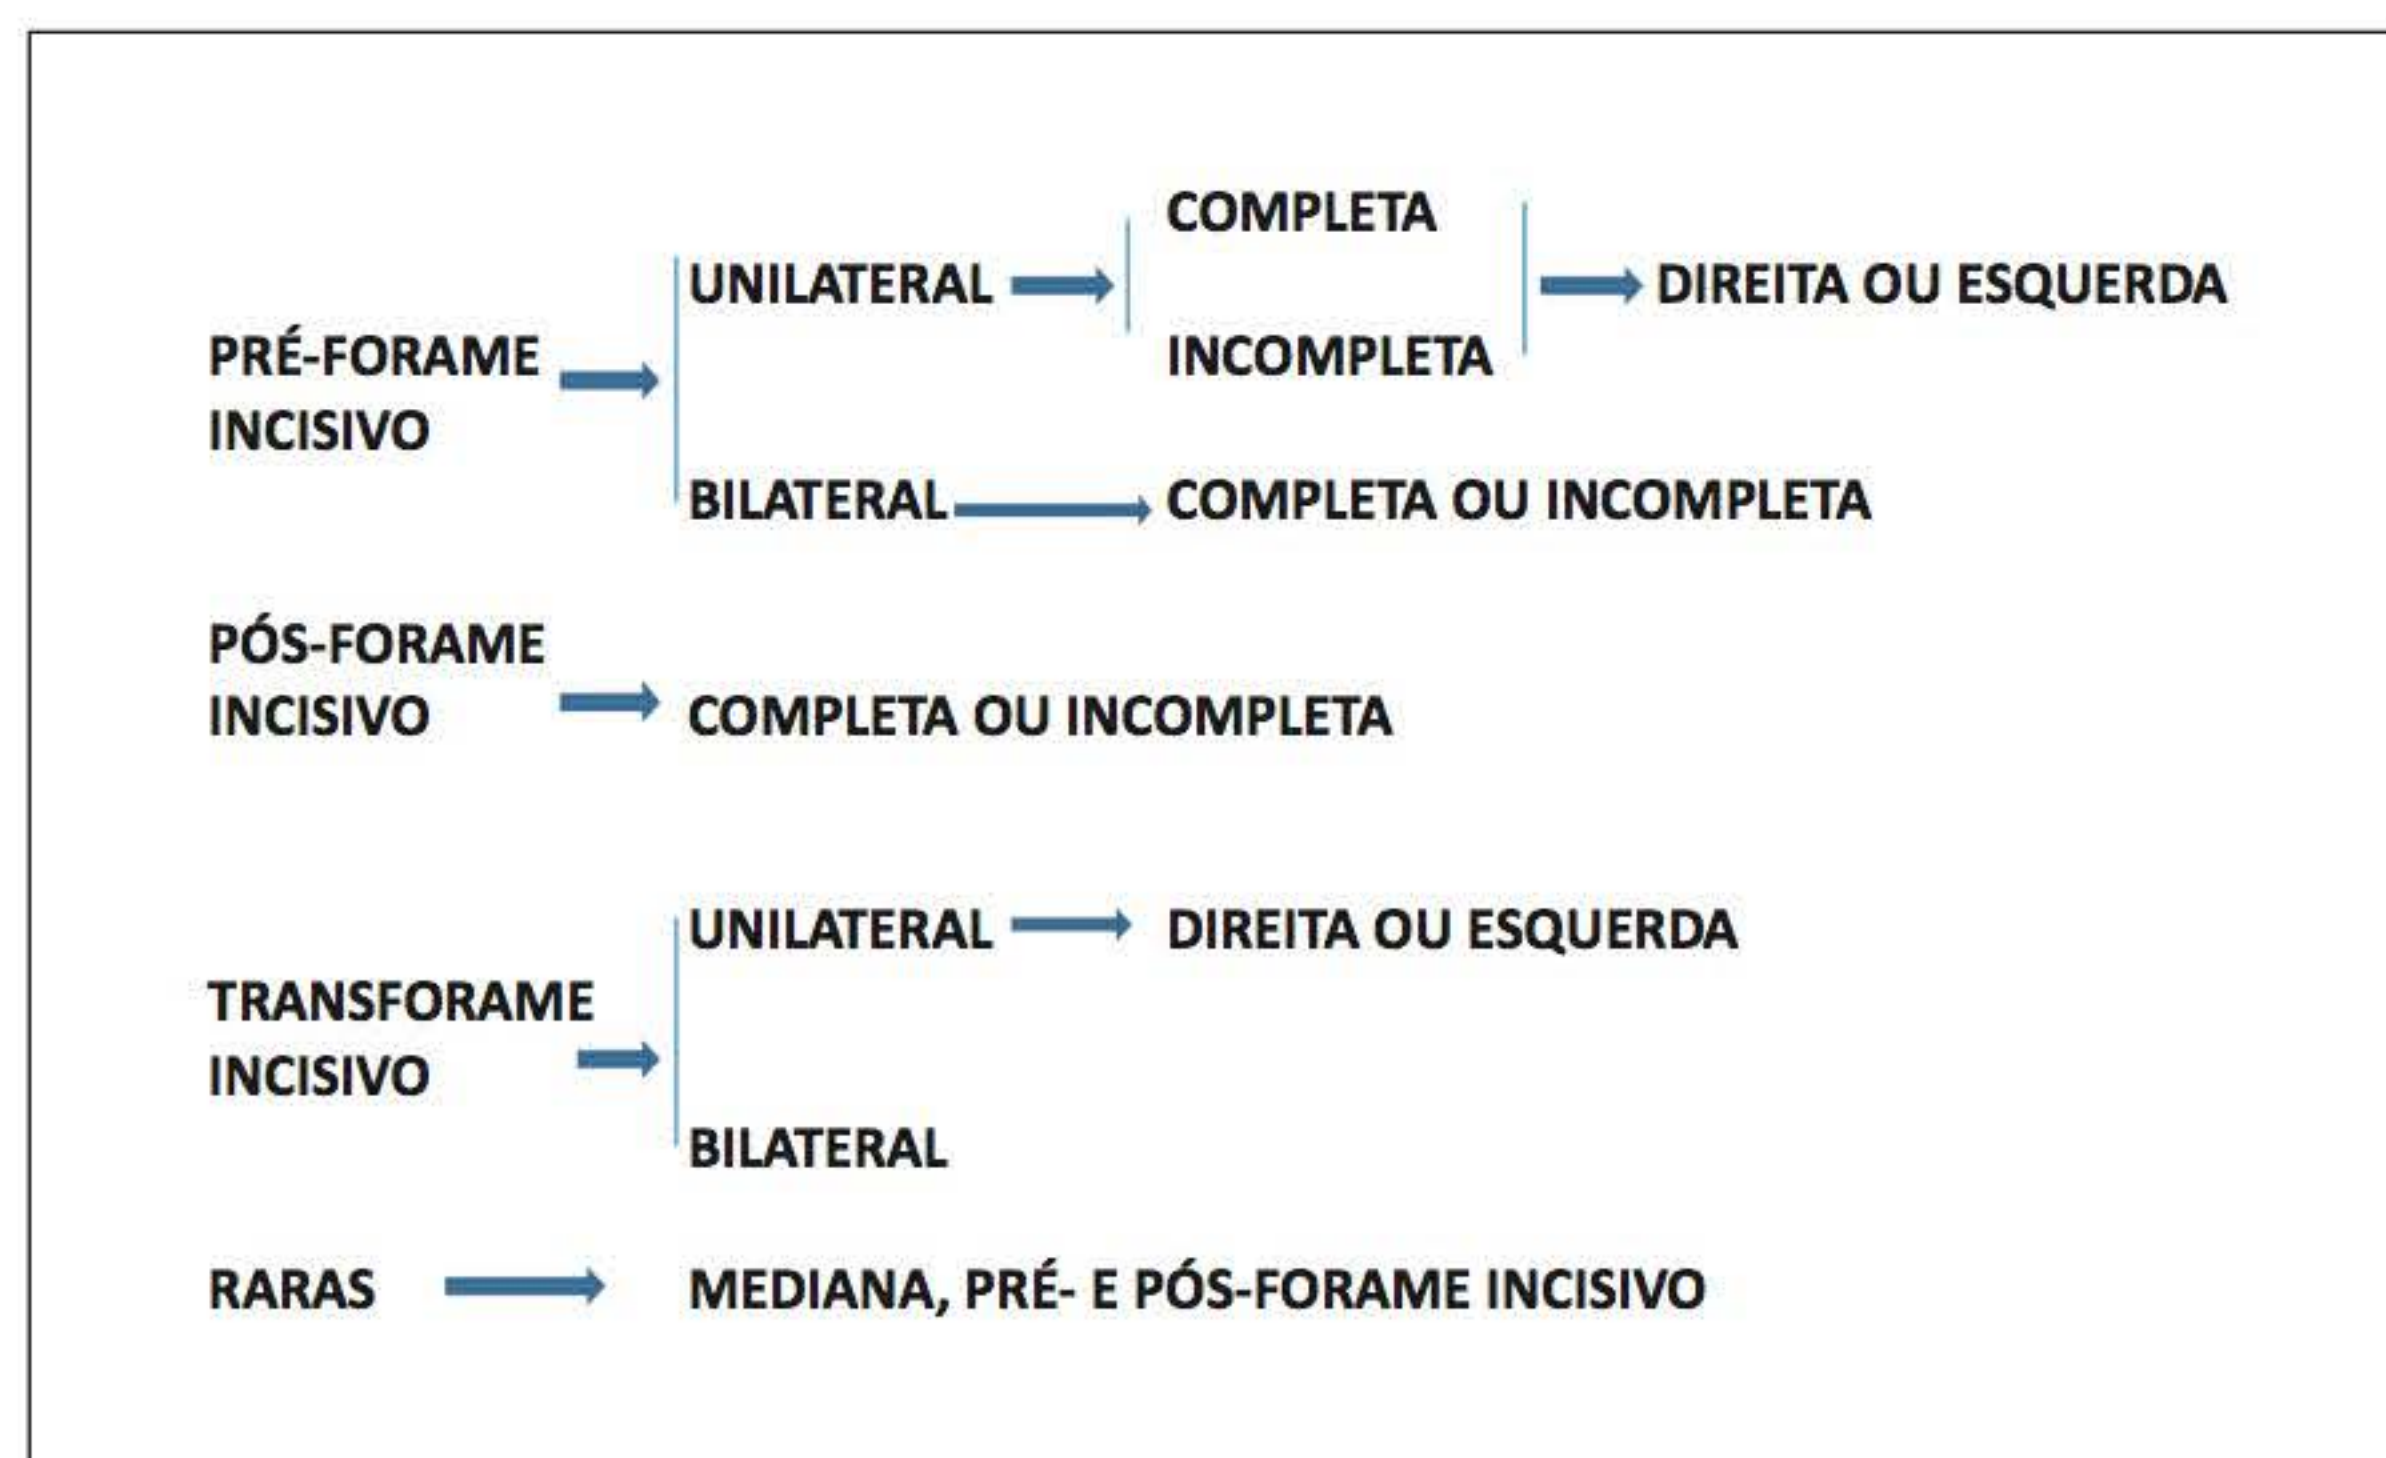 COMPLETA
UNILATERAL
DIREITA OU ESQUERDA
PRÉ-FORAME
INCOMPLETA
INCISIVO
BILATERAL
COMPLETA OU INCOMPLETA
PÓS-FORAME
INCISIVO
COMPLETA OU INCOMPLETA
UNILATERAL
DIREITA OU ESQUERDA
TRANSFORAME
INCISIVO
BILATERAL
RARAS
MEDIANA, PRÉ- E PÓS-FORAME INCISIVO